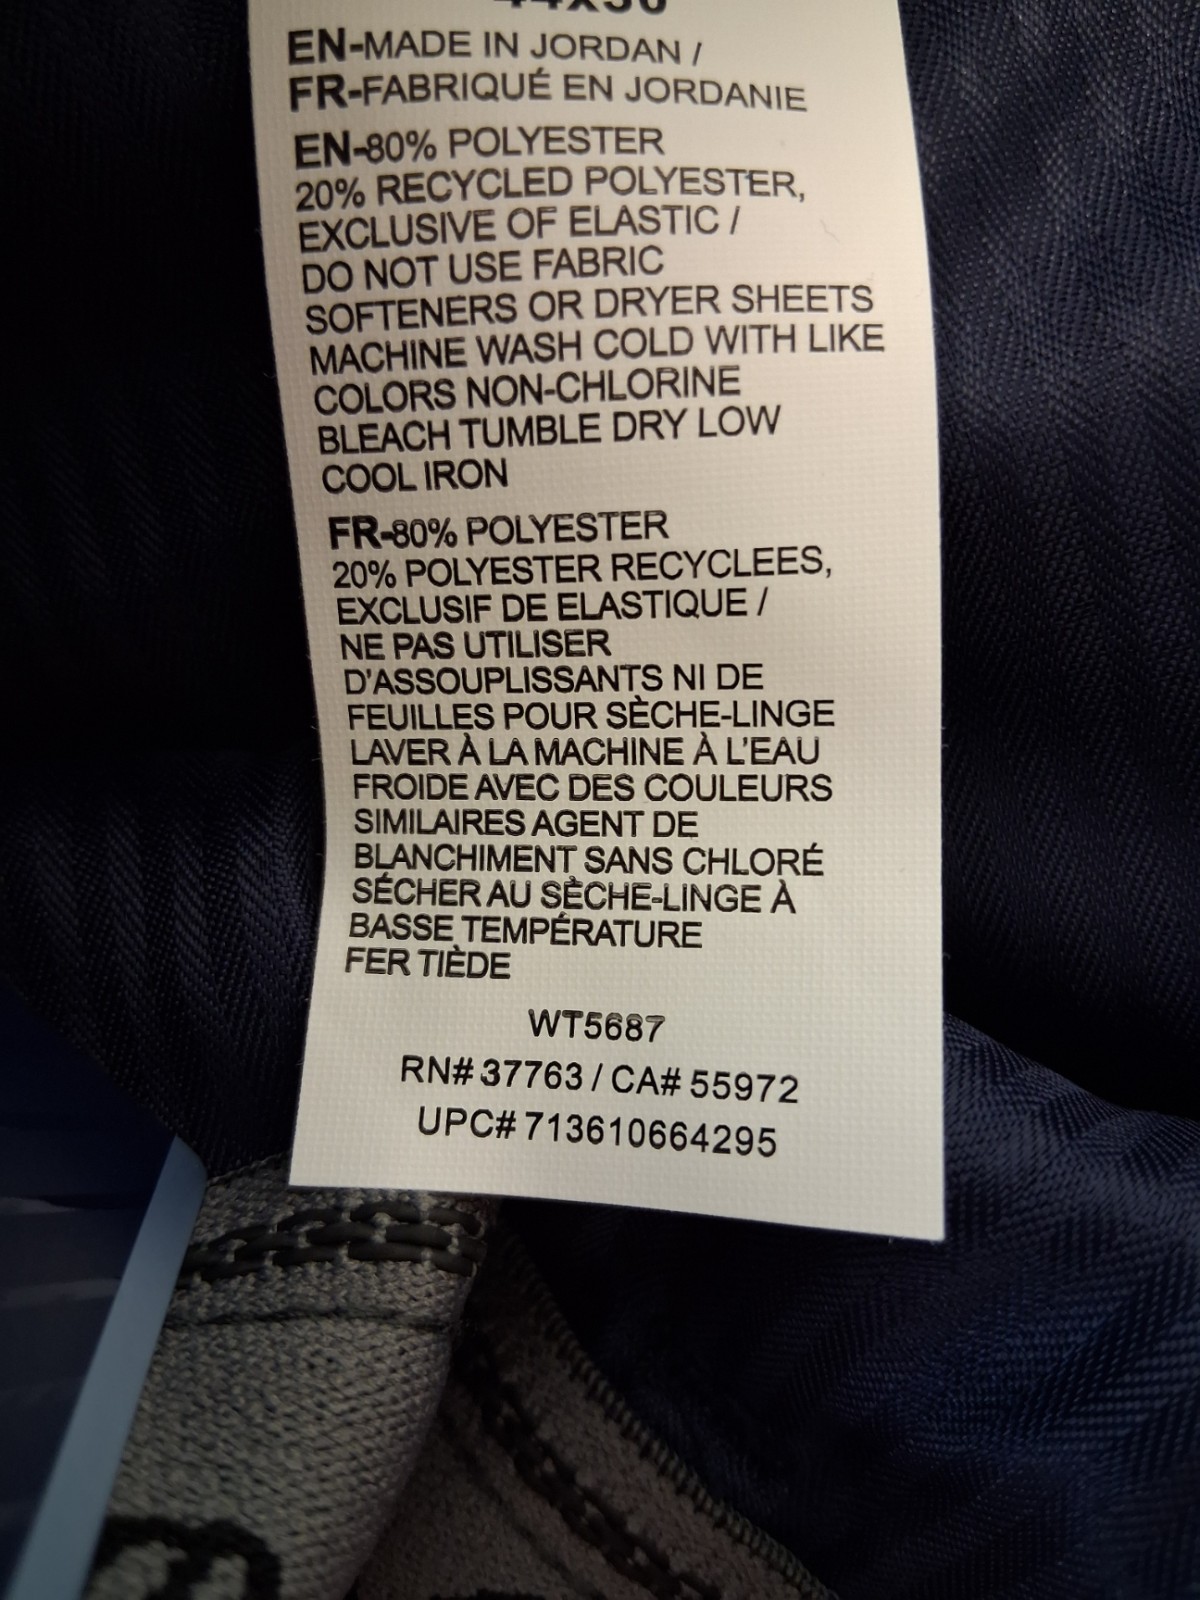 44X30
EN-MADE IN JORDAN /
FR-FABRIQUÉ EN JORDANIE
EN-80% POLYESTER
20% RECYCLED POLYESTER,
EXCLUSIVE OF ELASTIC /
DO NOT USE FABRIC
SOFTENERS OR DRYER SHEETS
MACHINE WASH COLD WITH LIKE
COLORS NON-CHLORINE
BLEACH TUMBLE DRY LOW
COOL IRON
FR-80% POLYESTER
20% POLYESTER RECYCLEES,
EXCLUSIF DE ELASTIQUE /
NE PAS UTILISER
D'ASSOUPLISSANTS NI DE
FEUILLES POUR SÈCHE-LINGE
LAVER À LA MACHINE À L'EAU
FROIDE AVEC DES COULEURS
SIMILAIRES AGENT DE
BLANCHIMENT SANS CHLORÉ
SÉCHER AU SÈCHE-LINGE À
BASSE TEMPÉRATURE
FER TIÈDE
WT5687
RN# 37763 / CA# 55972
UPC# 713610664295